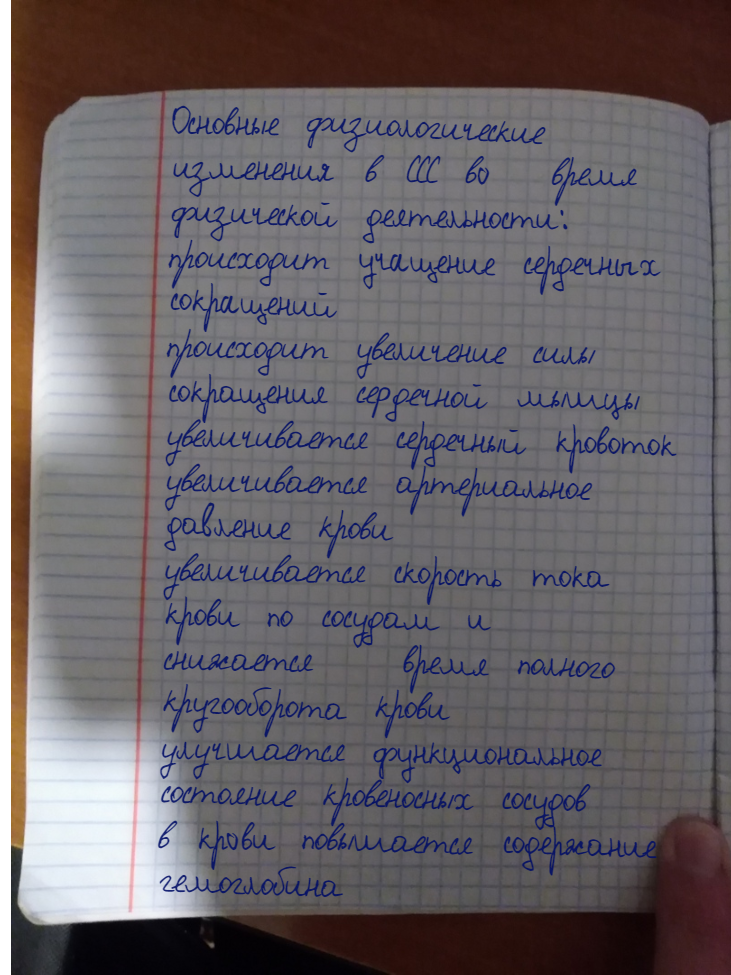 Основные физиологические
изменения в ССС во время
физической деятельности:
происходит учащение сердечных
сокращений
происходит увеличение силы
сокращения сердечной мышцы
увеличивается сердечный кровоток
увеличивается артериальное
давление крови
увеличивается скорость тока
крови по сосудам и
снижается время полного
кругооборота крови
улучшается функциональное
состояние кровеносных сосудов
в крови повышается содержание
гемоглобина